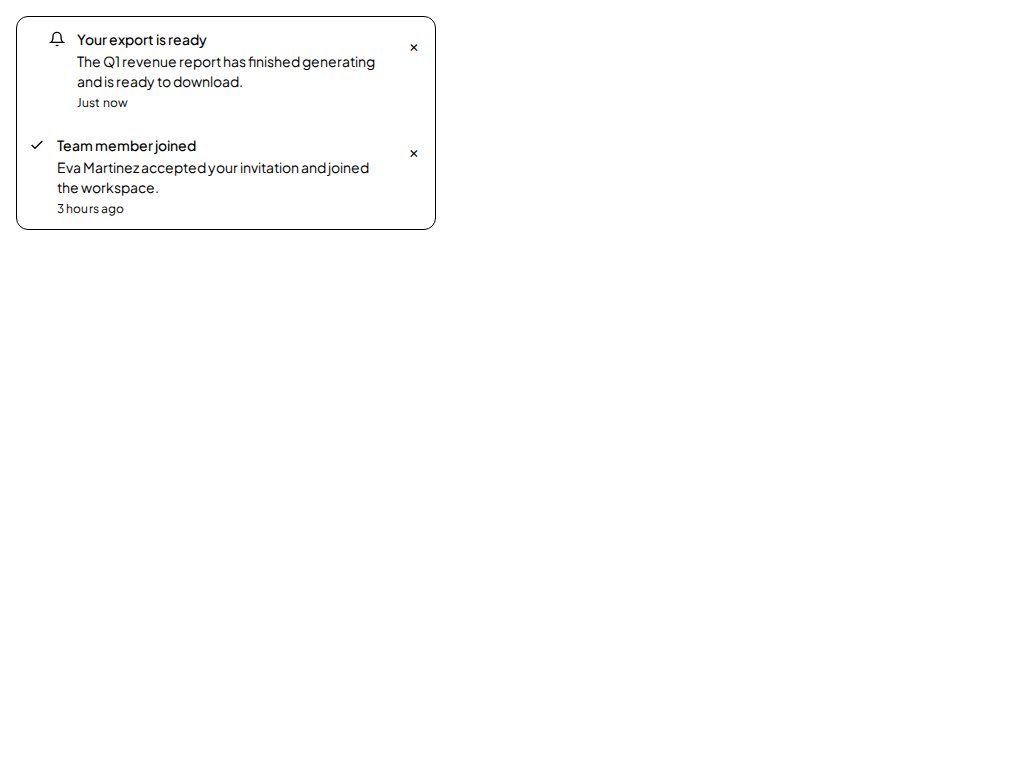 Your export is ready
The Q1 revenue report has finished generating
and is ready to download.
Just now
Team member joined
Eva Martinez accepted your invitation and joined
the workspace.
3 hours ago